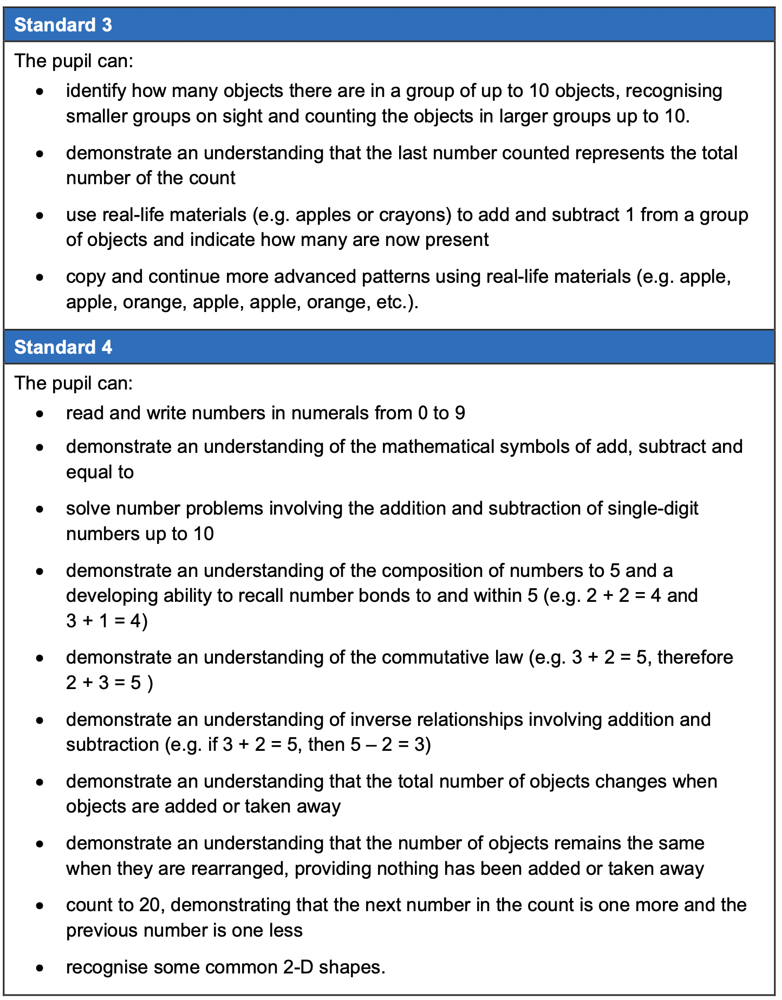 Standard 3
The pupil can:
• identify how many objects there are in a group of up to 10 objects, recognising
smaller groups on sight and counting the objects in larger groups up to 10.
• demonstrate an understanding that the last number counted represents the total
number of the count
• use real-life materials (e.g. apples or crayons) to add and subtract 1 from a group
of objects and indicate how many are now present
• copy and continue more advanced patterns using real-life materials (e.g. apple,
apple, orange, apple, apple, orange, etc.).
Standard 4
The pupil can:
• read and write numbers in numerals from 0 to 9
• demonstrate an understanding of the mathematical symbols of add, subtract and
equal to
• solve number problems involving the addition and subtraction of single-digit
numbers up to 10
• demonstrate an understanding of the composition of numbers to 5 and a
developing ability to recall number bonds to and within 5 (e.g. 2 + 2 = 4 and
3 + 1 = 4)
• demonstrate an understanding of the commutative law (e.g. 3 + 2 = 5, therefore
2 + 3 = 5 )
• demonstrate an understanding of inverse relationships involving addition and
subtraction (e.g. if 3 + 2 = 5, then 5 – 2 = 3)
• demonstrate an understanding that the total number of objects changes when
objects are added or taken away
• demonstrate an understanding that the number of objects remains the same
when they are rearranged, providing nothing has been added or taken away
• count to 20, demonstrating that the next number in the count is one more and the
previous number is one less
• recognise some common 2-D shapes.